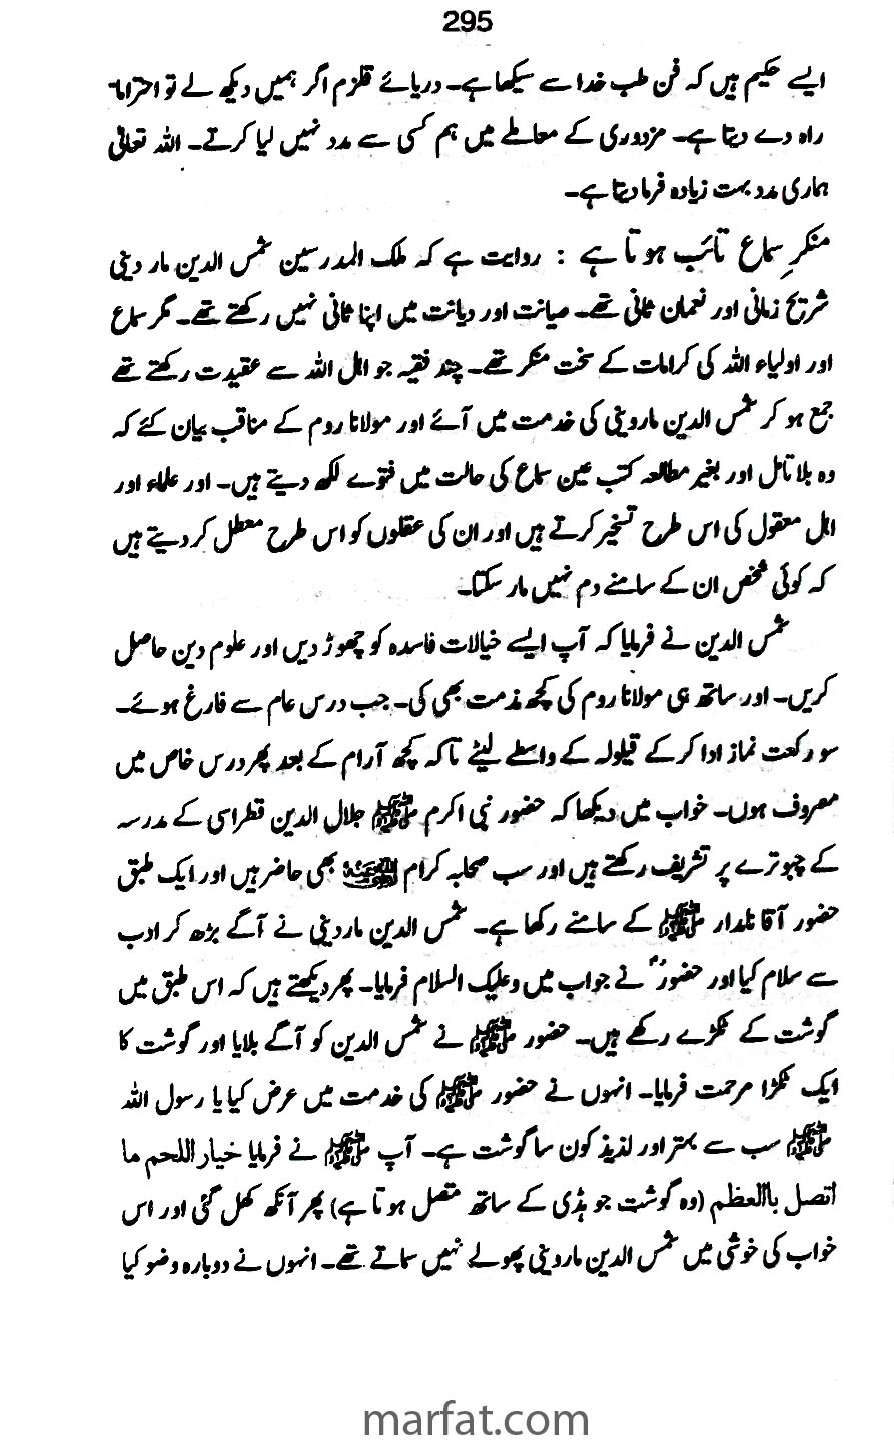 295
ایسے حکیم ہیں کہ فن طب خدا سے سیکھا ہے۔ دریائے قلزم اگر ہمیں دیکھ لے تو احتراماً
راہ دے دیتا ہے۔ مزدوری کے معاملے میں ہم کسی سے مدد نہیں لیا کرتے۔ اللہ تعالیٰ
ہماری مدد بہت زیادہ فرما دیتا ہے۔
منکرِ سماع تائب ہوتا ہے : روایت ہے کہ ملک المدرسین شمس الدین ماردینی
شریح زمانی اور نعمان ثانی تھے۔ صیانت اور دیانت میں اپنا ثانی نہیں رکھتے تھے۔ مگر سماع
اور اولیاء اللہ کی کرامات کے سخت منکر تھے۔ چند فقیہ جو اہل اللہ سے عقیدت رکھتے تھے
جمع ہو کر شمس الدین ماردینی کی خدمت میں آئے اور مولانا روم کے مناقب بیان کئے کہ
وہ بلا تامل اور بغیر مطالعہ کتب عین سماع کی حالت میں فتوے لکھ دیتے ہیں۔ اور علماء اور
اہل معقول کی اس طرح تسخیر کرتے ہیں اور ان کی عقلوں کو اس طرح معطل کر دیتے ہیں
کہ کوئی شخص ان کے سامنے دم نہیں مار سکتا۔
شمس الدین نے فرمایا کہ آپ ایسے خیالات فاسدہ کو چھوڑ دیں اور علوم دین حاصل
کریں۔ اور ساتھ ہی مولانا روم کی کچھ مذمت بھی کی۔ جب درس عام سے فارغ ہوئے۔
سو رکعت نماز ادا کر کے قیلولہ کے واسطے لیٹے تاکہ کچھ آرام کے بعد پھر درس خاص میں
معروف ہوں۔ خواب میں دیکھا کہ حضور نبی اکرم ﷺ جلال الدین قطراسی کے مدرسہ
کے چبوترے پر تشریف رکھتے ہیں اور سب صحابہ کرام بھی حاضر ہیں اور ایک طبق
حضور آقا نامدار ﷺ کے سامنے رکھا ہے۔ شمس الدین ماردینی نے آگے بڑھ کر ادب
سے سلام کیا اور حضورؐ نے جواب میں وعلیک السلام فرمایا۔ پھر دیکھتے ہیں کہ اس طبق میں
گوشت کے ٹکڑے رکھے ہیں۔ حضور ﷺ نے شمس الدین کو آگے بلایا اور گوشت کا
ایک ٹکڑا مرحمت فرمایا۔ انہوں نے حضور ﷺ کی خدمت میں عرض کیا یا رسول اللہ
ﷺ سب سے بہتر اور لذیذ کون سا گوشت ہے۔ آپ ﷺ نے فرمایا خیار اللحم ما
اتصل باالعظم (وہ گوشت جو ہڈی کے ساتھ متصل ہوتا ہے) پھر آنکھ کھل گئی اور اس
خواب کی خوشی میں شمس الدین ماردینی پھولے نہیں سماتے تھے۔ انہوں نے دوبارہ وضو کیا
marfat.com